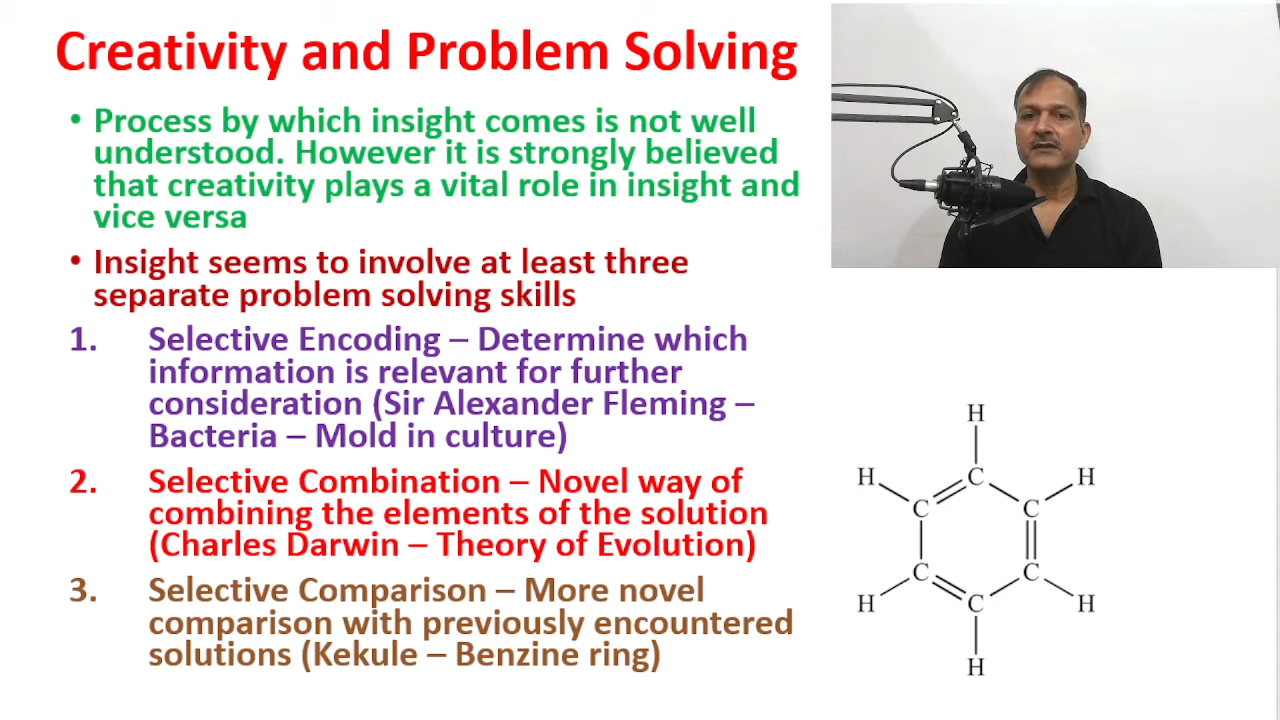 Creativity and Problem Solving
• Process by which insight comes is not well
understood. However it is strongly believed
that creativity plays a vital role in insight and
vice versa
• Insight seems to involve at least three
separate problem solving skills
1. Selective Encoding – Determine which
information is relevant for further
consideration (Sir Alexander Fleming –
Bacteria – Mold in culture)
2. Selective Combination – Novel way of
combining the elements of the solution
(Charles Darwin – Theory of Evolution)
3. Selective Comparison – More novel
comparison with previously encountered
solutions (Kekule – Benzine ring)
H
H C H
C C
C C
H C H
H